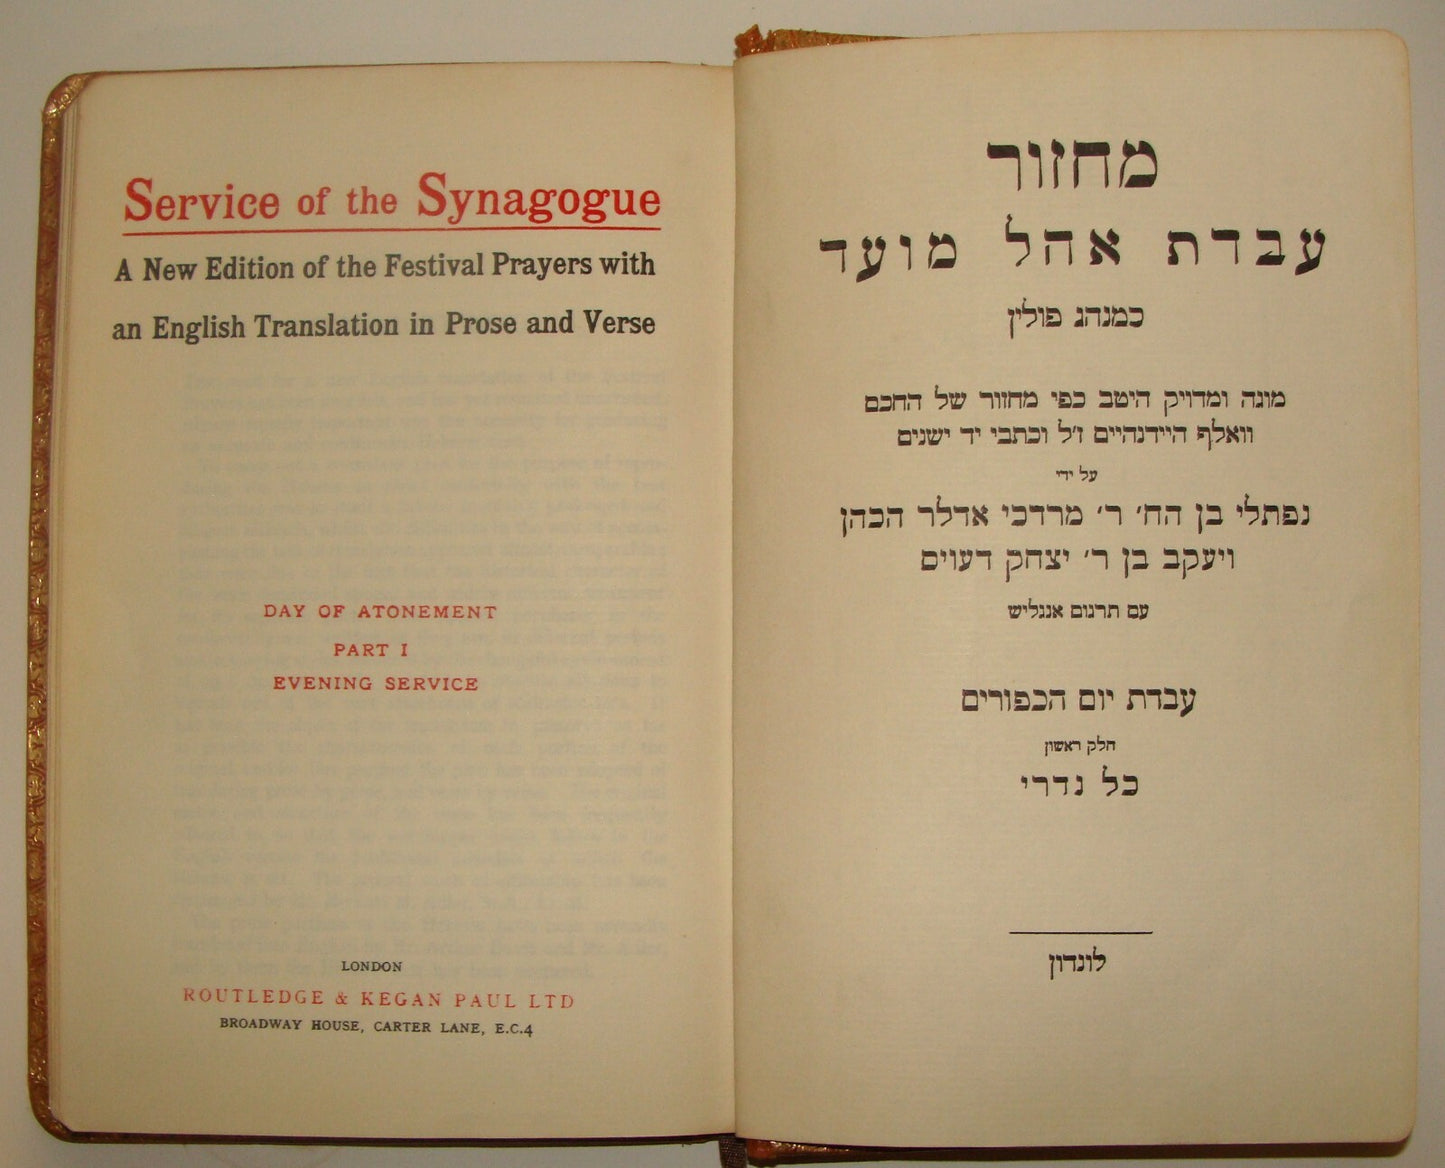 Service of the Synagogue
A New Edition of the Festival Prayers with
an English Translation in Prose and Verse
DAY OF ATONEMENT
PART I
EVENING SERVICE
LONDON
ROUTLEDGE & KEGAN PAUL LTD
BROADWAY HOUSE, CARTER LANE, E.C.4
מחזור
עבדת אהל מועד
כמנהג פולין
מוגה ומדויק היטב כפי מחזור של החכם
וואלף היידנהיים ז״ל וכתבי יד ישנים
על ידי
נפתלי בן הח׳ ר׳ מרדכי אדלר הכהן
ויעקב בן ר׳ יצחק דעוים
עם תרגום אנגליש
עבדת יום הכפורים
חלק ראשון
כל נדרי
לונדון